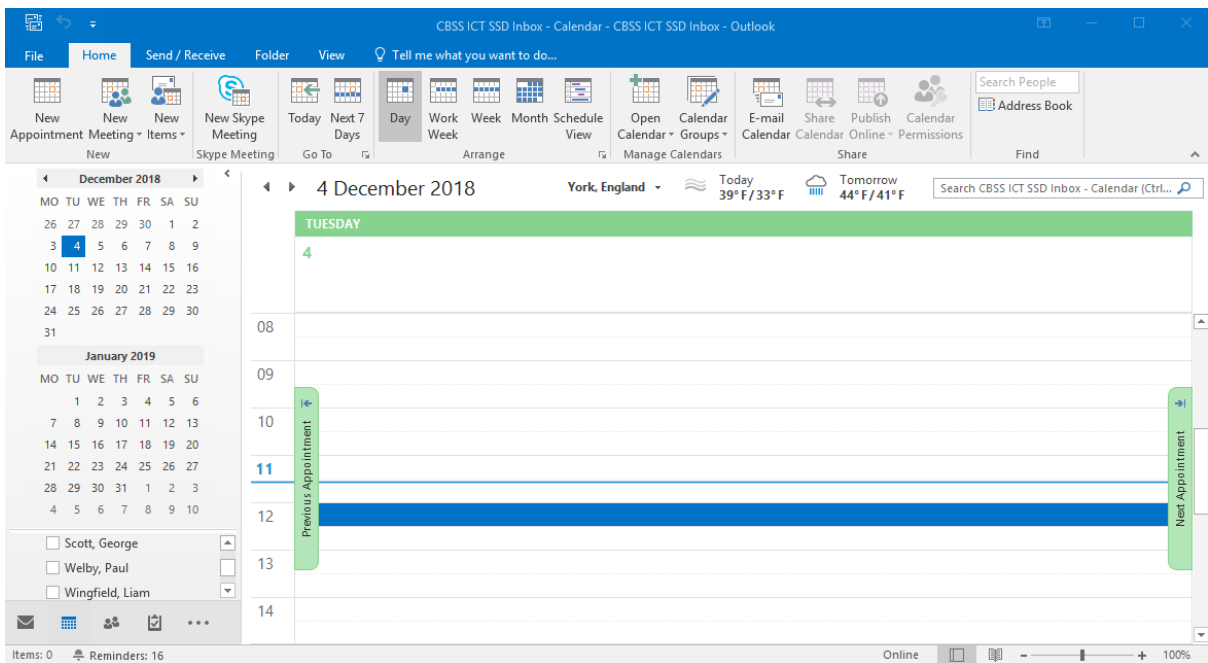 CBSS ICT SSD Inbox - Calendar - CBSS ICT SSD Inbox - Outlook
File Home Send / Receive Folder View Tell me what you want to do...
New Appointment
New Meeting
New Items
New
New Skype Meeting
Skype Meeting
Today
Next 7 Days
Go To
Day
Work Week
Week
Month
Schedule View
Arrange
Open Calendar
Calendar Groups
Manage Calendars
E-mail Calendar
Share Calendar
Publish Online
Calendar Permissions
Share
Search People
Address Book
Find
December 2018
MO TU WE TH FR SA SU
26 27 28 29 30 1 2
3 4 5 6 7 8 9
10 11 12 13 14 15 16
17 18 19 20 21 22 23
24 25 26 27 28 29 30
31
January 2019
MO TU WE TH FR SA SU
1 2 3 4 5 6
7 8 9 10 11 12 13
14 15 16 17 18 19 20
21 22 23 24 25 26 27
28 29 30 31 1 2 3
4 5 6 7 8 9 10
Scott, George
Welby, Paul
Wingfield, Liam
4 December 2018
York, England
Today
39° F / 33° F
Tomorrow
44° F / 41° F
Search CBSS ICT SSD Inbox - Calendar (Ctrl...
TUESDAY
4
08
09
10
11
12
13
14
Previous Appointment
Next Appointment
Items: 0 Reminders: 16
Online
100%